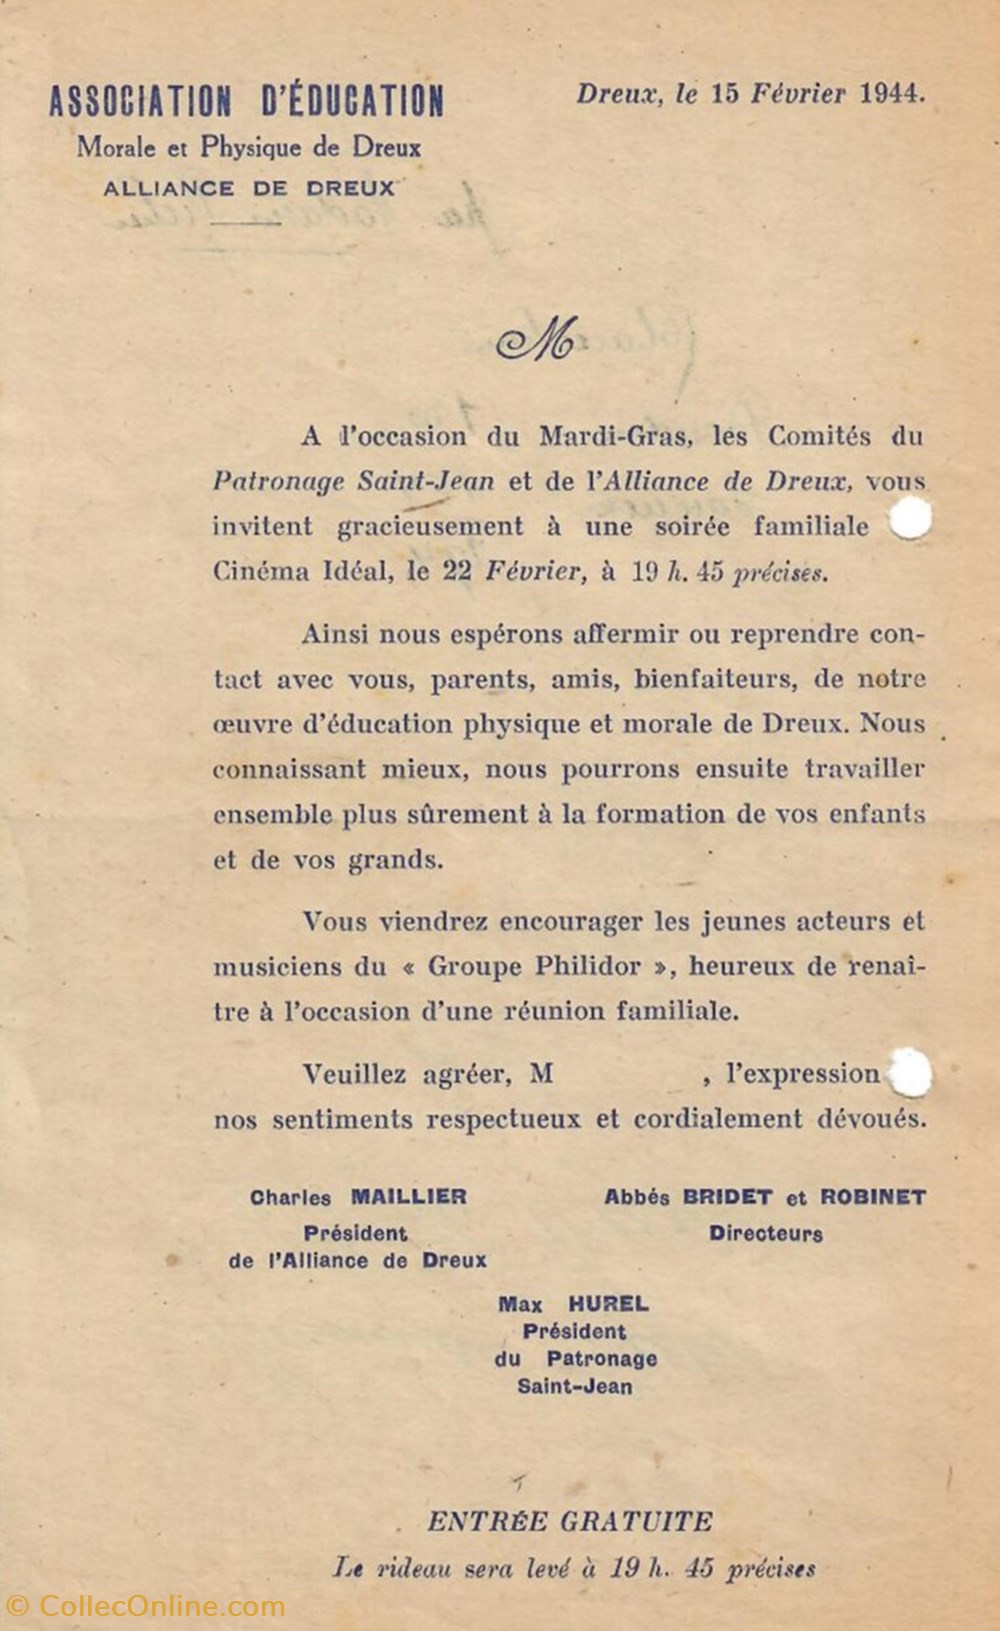 ASSOCIATION D'ÉDUCATION
Morale et Physique de Dreux
ALLIANCE DE DREUX
Dreux, le 15 Février 1944.
M
A l'occasion du Mardi-Gras, les Comités du
Patronage Saint-Jean et de l'Alliance de Dreux, vous
invitent gracieusement à une soirée familiale
Cinéma Idéal, le 22 Février, à 19 h. 45 précises.
Ainsi nous espérons affermir ou reprendre con-
tact avec vous, parents, amis, bienfaiteurs, de notre
œuvre d'éducation physique et morale de Dreux. Nous
connaissant mieux, nous pourrons ensuite travailler
ensemble plus sûrement à la formation de vos enfants
et de vos grands.
Vous viendrez encourager les jeunes acteurs et
musiciens du « Groupe Philidor », heureux de renaî-
tre à l'occasion d'une réunion familiale.
Veuillez agréer, M , l'expression
nos sentiments respectueux et cordialement dévoués.
Charles MAILLIER
Président
de l'Alliance de Dreux
Abbés BRIDET et ROBINET
Directeurs
Max HUREL
Président
du Patronage
Saint-Jean
ENTRÉE GRATUITE
Le rideau sera levé à 19 h. 45 précises
© CollecOnline.com